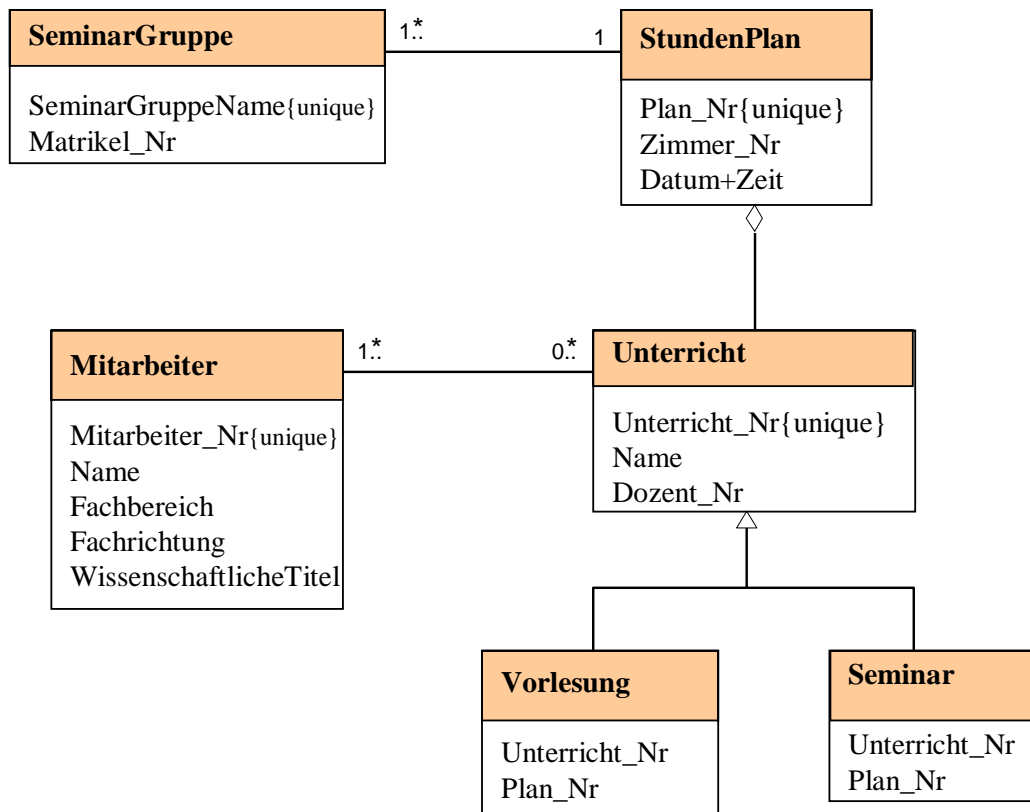 SeminarGruppe
SeminarGruppeName{unique}
Matrikel_Nr
1..*
1
StundenPlan
Plan_Nr{unique}
Zimmer_Nr
Datum+Zeit
Mitarbeiter
Mitarbeiter_Nr{unique}
Name
Fachbereich
Fachrichtung
WissenschaftlicheTitel
1..*
0..*
Unterricht
Unterricht_Nr{unique}
Name
Dozent_Nr
Vorlesung
Unterricht_Nr
Plan_Nr
Seminar
Unterricht_Nr
Plan_Nr